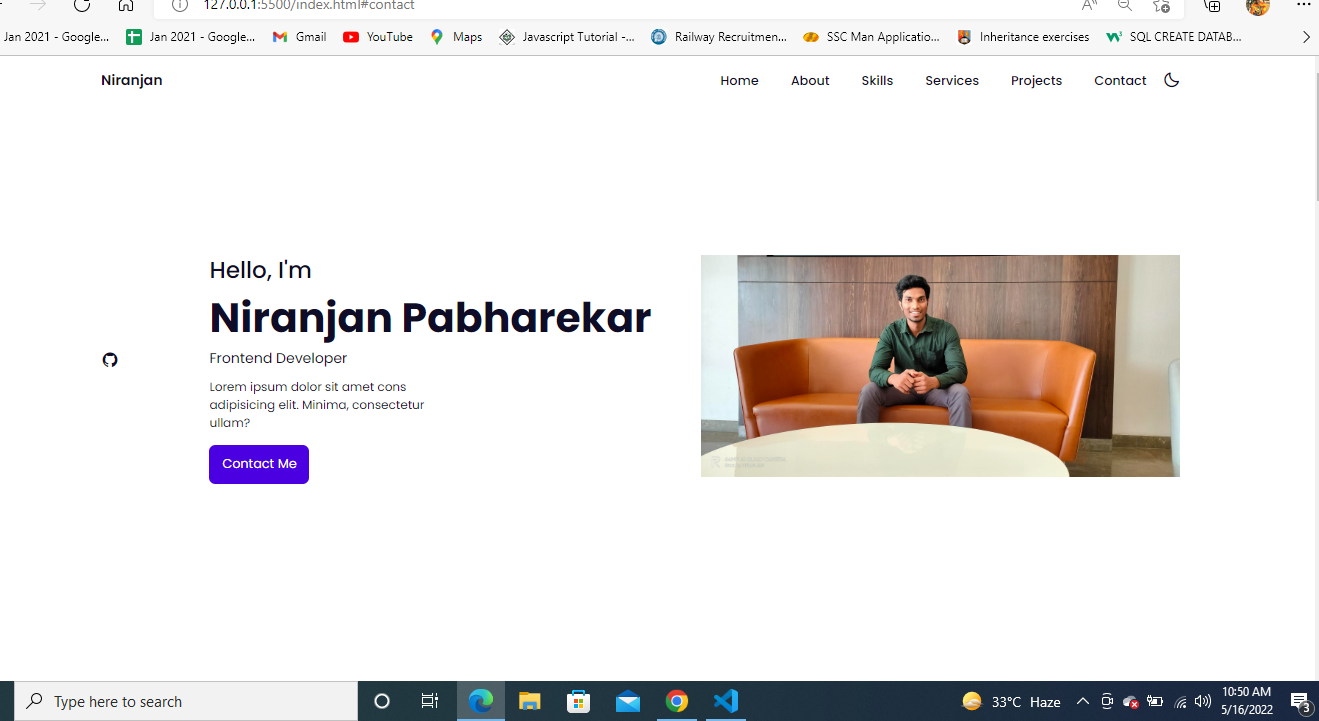 127.0.0.1:5500/index.html#contact
Jan 2021 - Google... Jan 2021 - Google... Gmail YouTube Maps Javascript Tutorial -... Railway Recruitmen... SSC Man Applicatio... Inheritance exercises SQL CREATE DATAB...
Niranjan Home About Skills Services Projects Contact
Hello, I'm
Niranjan Pabharekar
Frontend Developer
Lorem ipsum dolor sit amet cons
adipisicing elit. Minima, consectetur
ullam?
Contact Me
Type here to search
33°C Haze
10:50 AM
5/16/2022
3